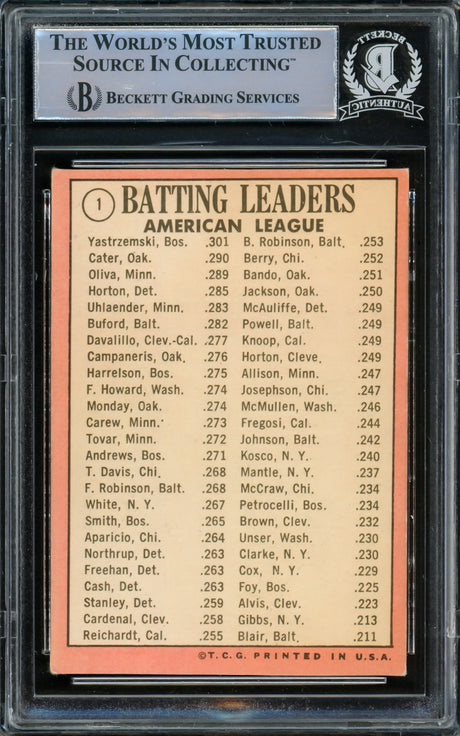 THE WORLD'S MOST TRUSTED
SOURCE IN COLLECTING™
B BECKETT GRADING SERVICES
BECKETT
B
AUTHENTIC
1 BATTING LEADERS
AMERICAN LEAGUE
Yastrzemski, Bos. .301 B. Robinson, Balt. .253
Cater, Oak. .290 Berry, Chi. .252
Oliva, Minn. .289 Bando, Oak. .251
Horton, Det. .285 Jackson, Oak. .250
Uhlaender, Minn. .283 McAuliffe, Det. .249
Buford, Balt. .282 Powell, Balt. .249
Davalillo, Clev.-Cal. .277 Knoop, Cal. .249
Campaneris, Oak. .276 Horton, Cleve. .249
Harrelson, Bos. .275 Allison, Minn. .247
F. Howard, Wash. .274 Josephson, Chi. .247
Monday, Oak. .274 McMullen, Wash. .246
Carew, Minn. .273 Fregosi, Cal. .244
Tovar, Minn. .272 Johnson, Balt. .242
Andrews, Bos. .271 Kosco, N. Y. .240
T. Davis, Chi. .268 Mantle, N. Y. .237
F. Robinson, Balt. .268 McCraw, Chi. .234
White, N. Y. .267 Petrocelli, Bos. .234
Smith, Bos. .265 Brown, Clev. .232
Aparicio, Chi. .264 Unser, Wash. .230
Northrup, Det. .263 Clarke, N. Y. .230
Freehan, Det. .263 Cox, N. Y. .229
Cash, Det. .263 Foy, Bos. .225
Stanley, Det. .259 Alvis, Clev. .223
Cardenal, Clev. .258 Gibbs, N. Y. .213
Reichardt, Cal. .255 Blair, Balt. .211
©T.C.G. PRINTED IN U.S.A.